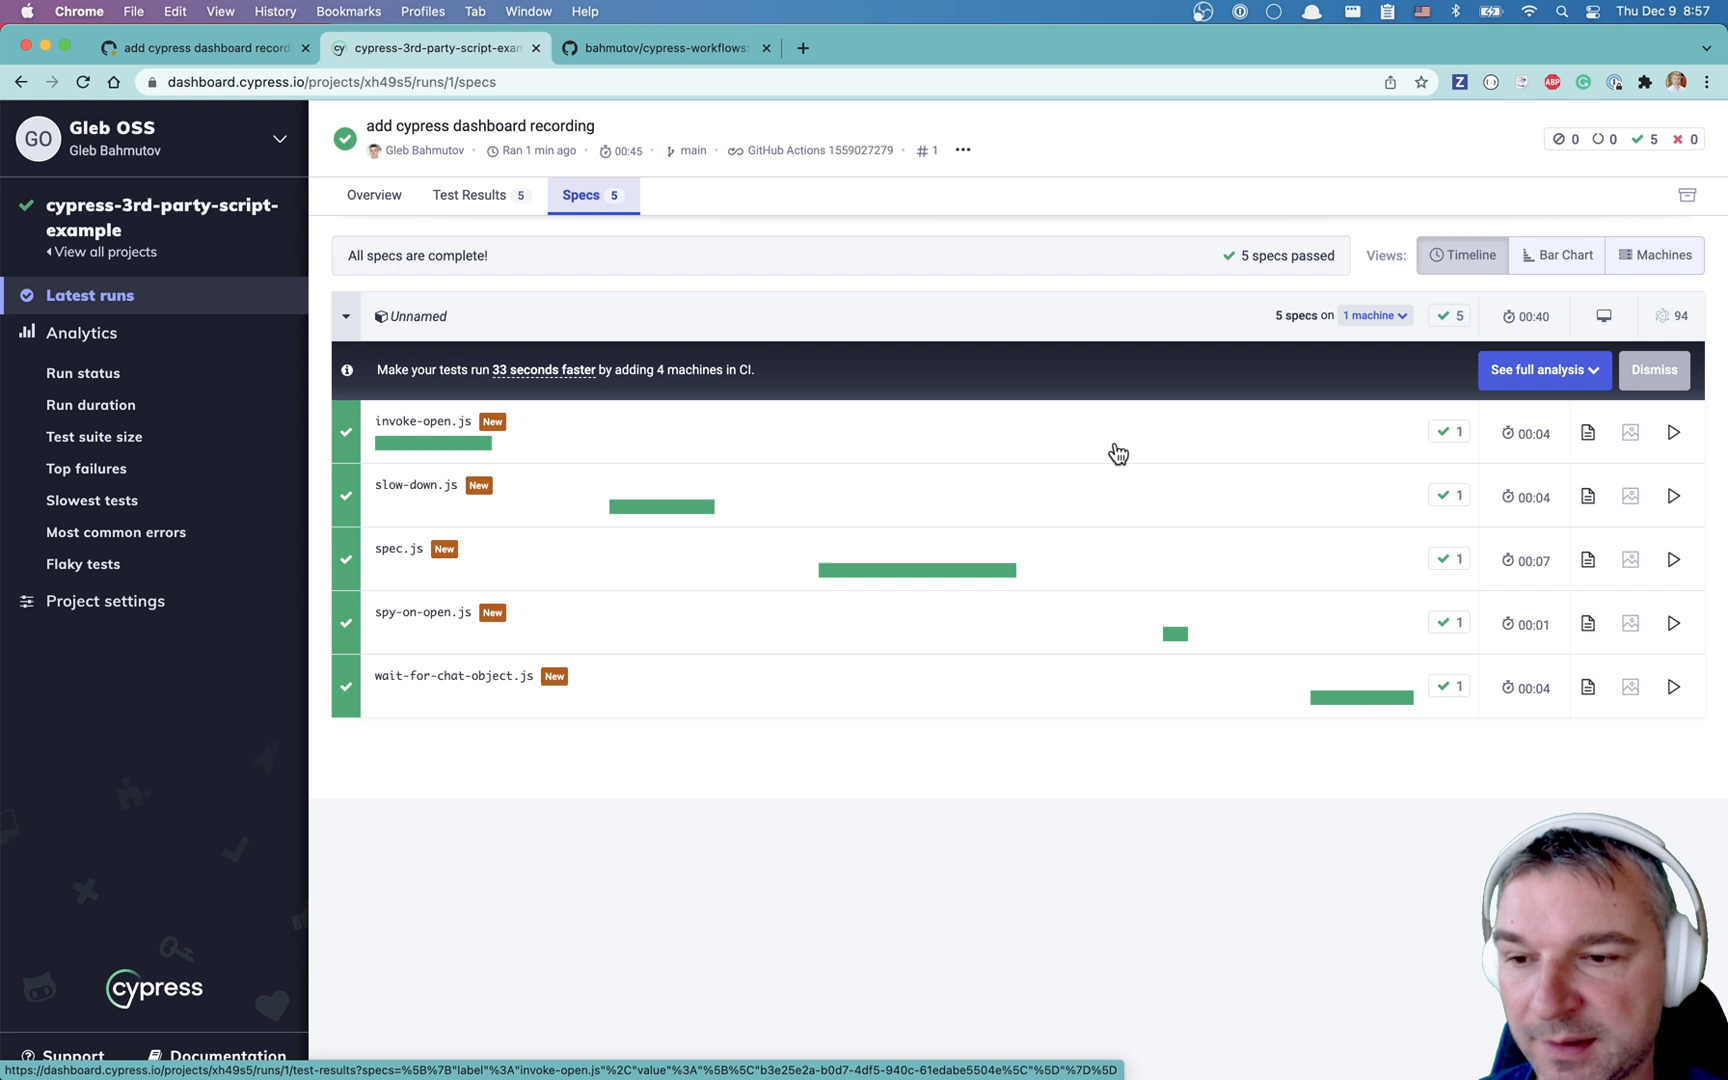 Chrome File Edit View History Bookmarks Profiles Tab Window Help Thu Dec 9 8:57
add cypress dashboard record
cypress-3rd-party-script-exam
bahmutov/cypress-workflows:
dashboard.cypress.io/projects/xh49s5/runs/1/specs
Z ABP
GO
Gleb OSS
Gleb Bahmutov
cypress-3rd-party-script-
example
View all projects
Latest runs
Analytics
Run status
Run duration
Test suite size
Top failures
Slowest tests
Most common errors
Flaky tests
Project settings
cypress
Support Documentation
add cypress dashboard recording
Gleb Bahmutov Ran 1 min ago 00:45 main GitHub Actions 1559027279 # 1
0 0 5 0
Overview Test Results 5 Specs 5
All specs are complete! 5 specs passed Views: Timeline Bar Chart Machines
Unnamed 5 specs on 1 machine 5 00:40 94
Make your tests run 33 seconds faster by adding 4 machines in CI. See full analysis Dismiss
invoke-open.js New 1 00:04
slow-down.js New 1 00:04
spec.js New 1 00:07
spy-on-open.js New 1 00:01
wait-for-chat-object.js New 1 00:04
https://dashboard.cypress.io/projects/xh49s5/runs/1/test-results?specs=%5B%7B"label"%3A"invoke-open.js"%2C"value"%3A%5B%5C"b3e25e2a-b0d7-4df5-940c-61edabe5504e%5C"%5D"%7D%5D